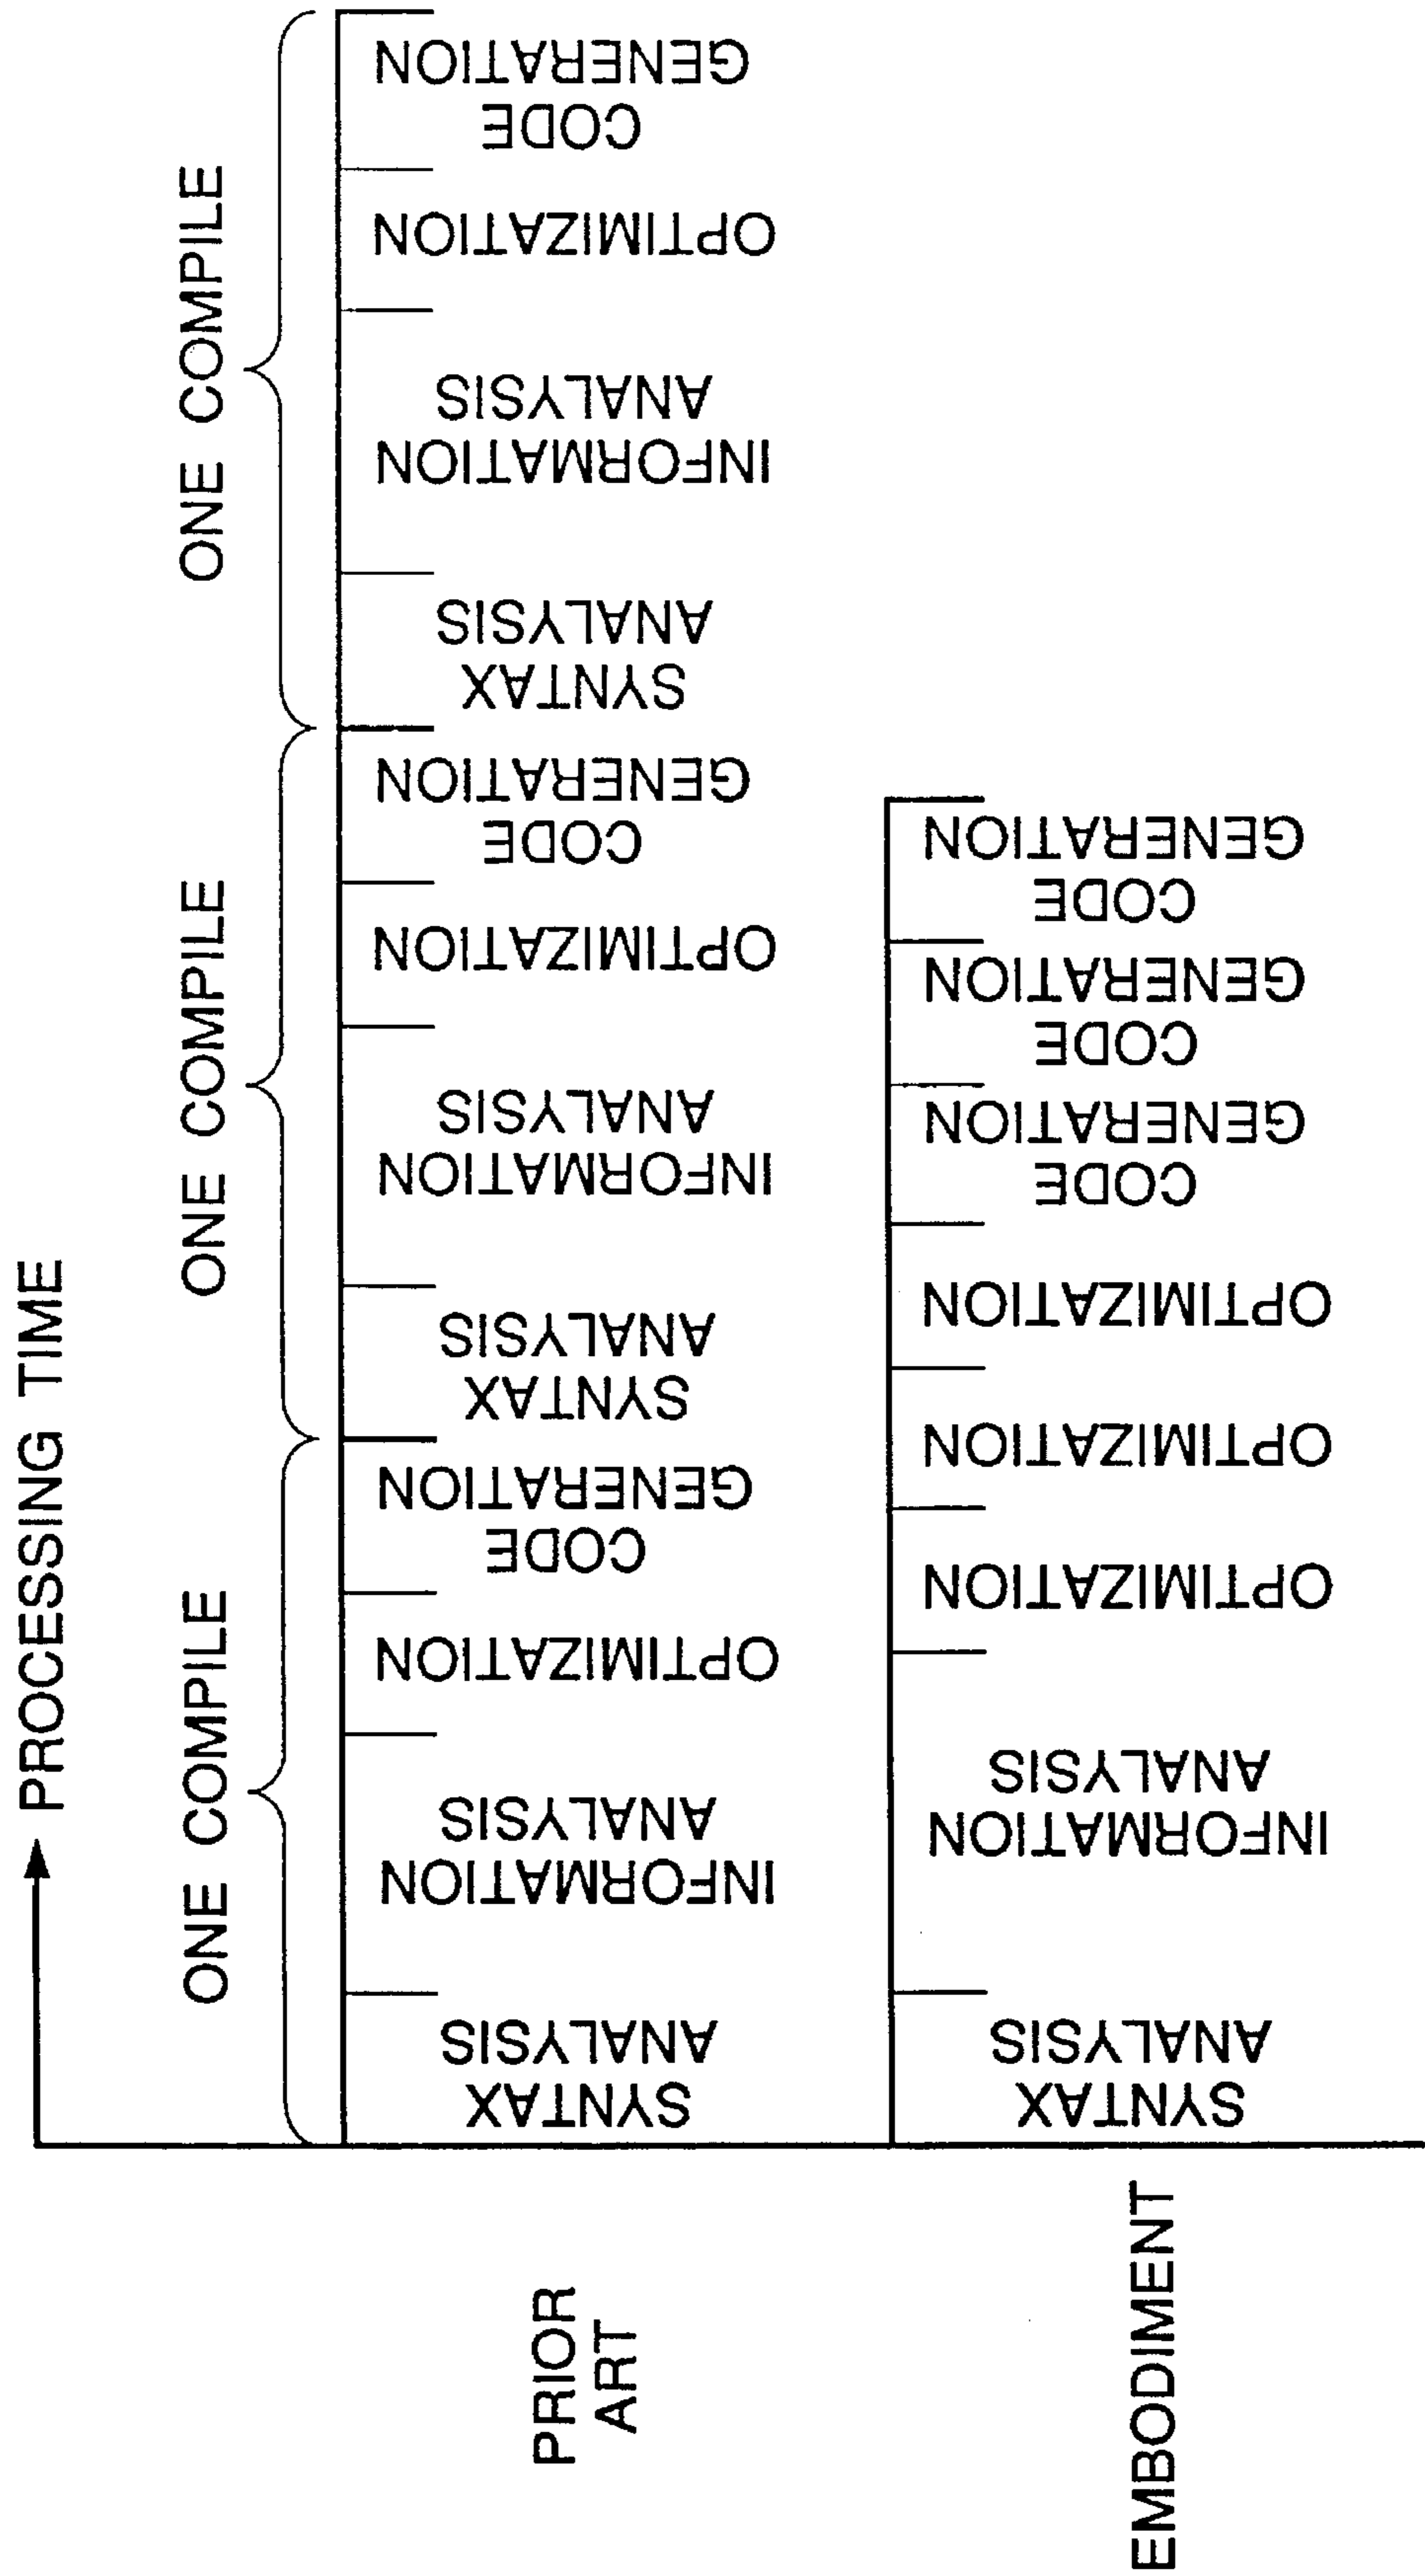 PROCESSING TIME
ONE COMPILE
ONE COMPILE
ONE COMPILE
PRIOR
ART
SYNTAX
ANALYSIS
INFORMATION
ANALYSIS
OPTIMIZATION
CODE
GENERATION
SYNTAX
ANALYSIS
INFORMATION
ANALYSIS
OPTIMIZATION
CODE
GENERATION
SYNTAX
ANALYSIS
INFORMATION
ANALYSIS
OPTIMIZATION
CODE
GENERATION
EMBODIMENT
SYNTAX
ANALYSIS
INFORMATION
ANALYSIS
OPTIMIZATION
OPTIMIZATION
OPTIMIZATION
CODE
GENERATION
CODE
GENERATION
CODE
GENERATION